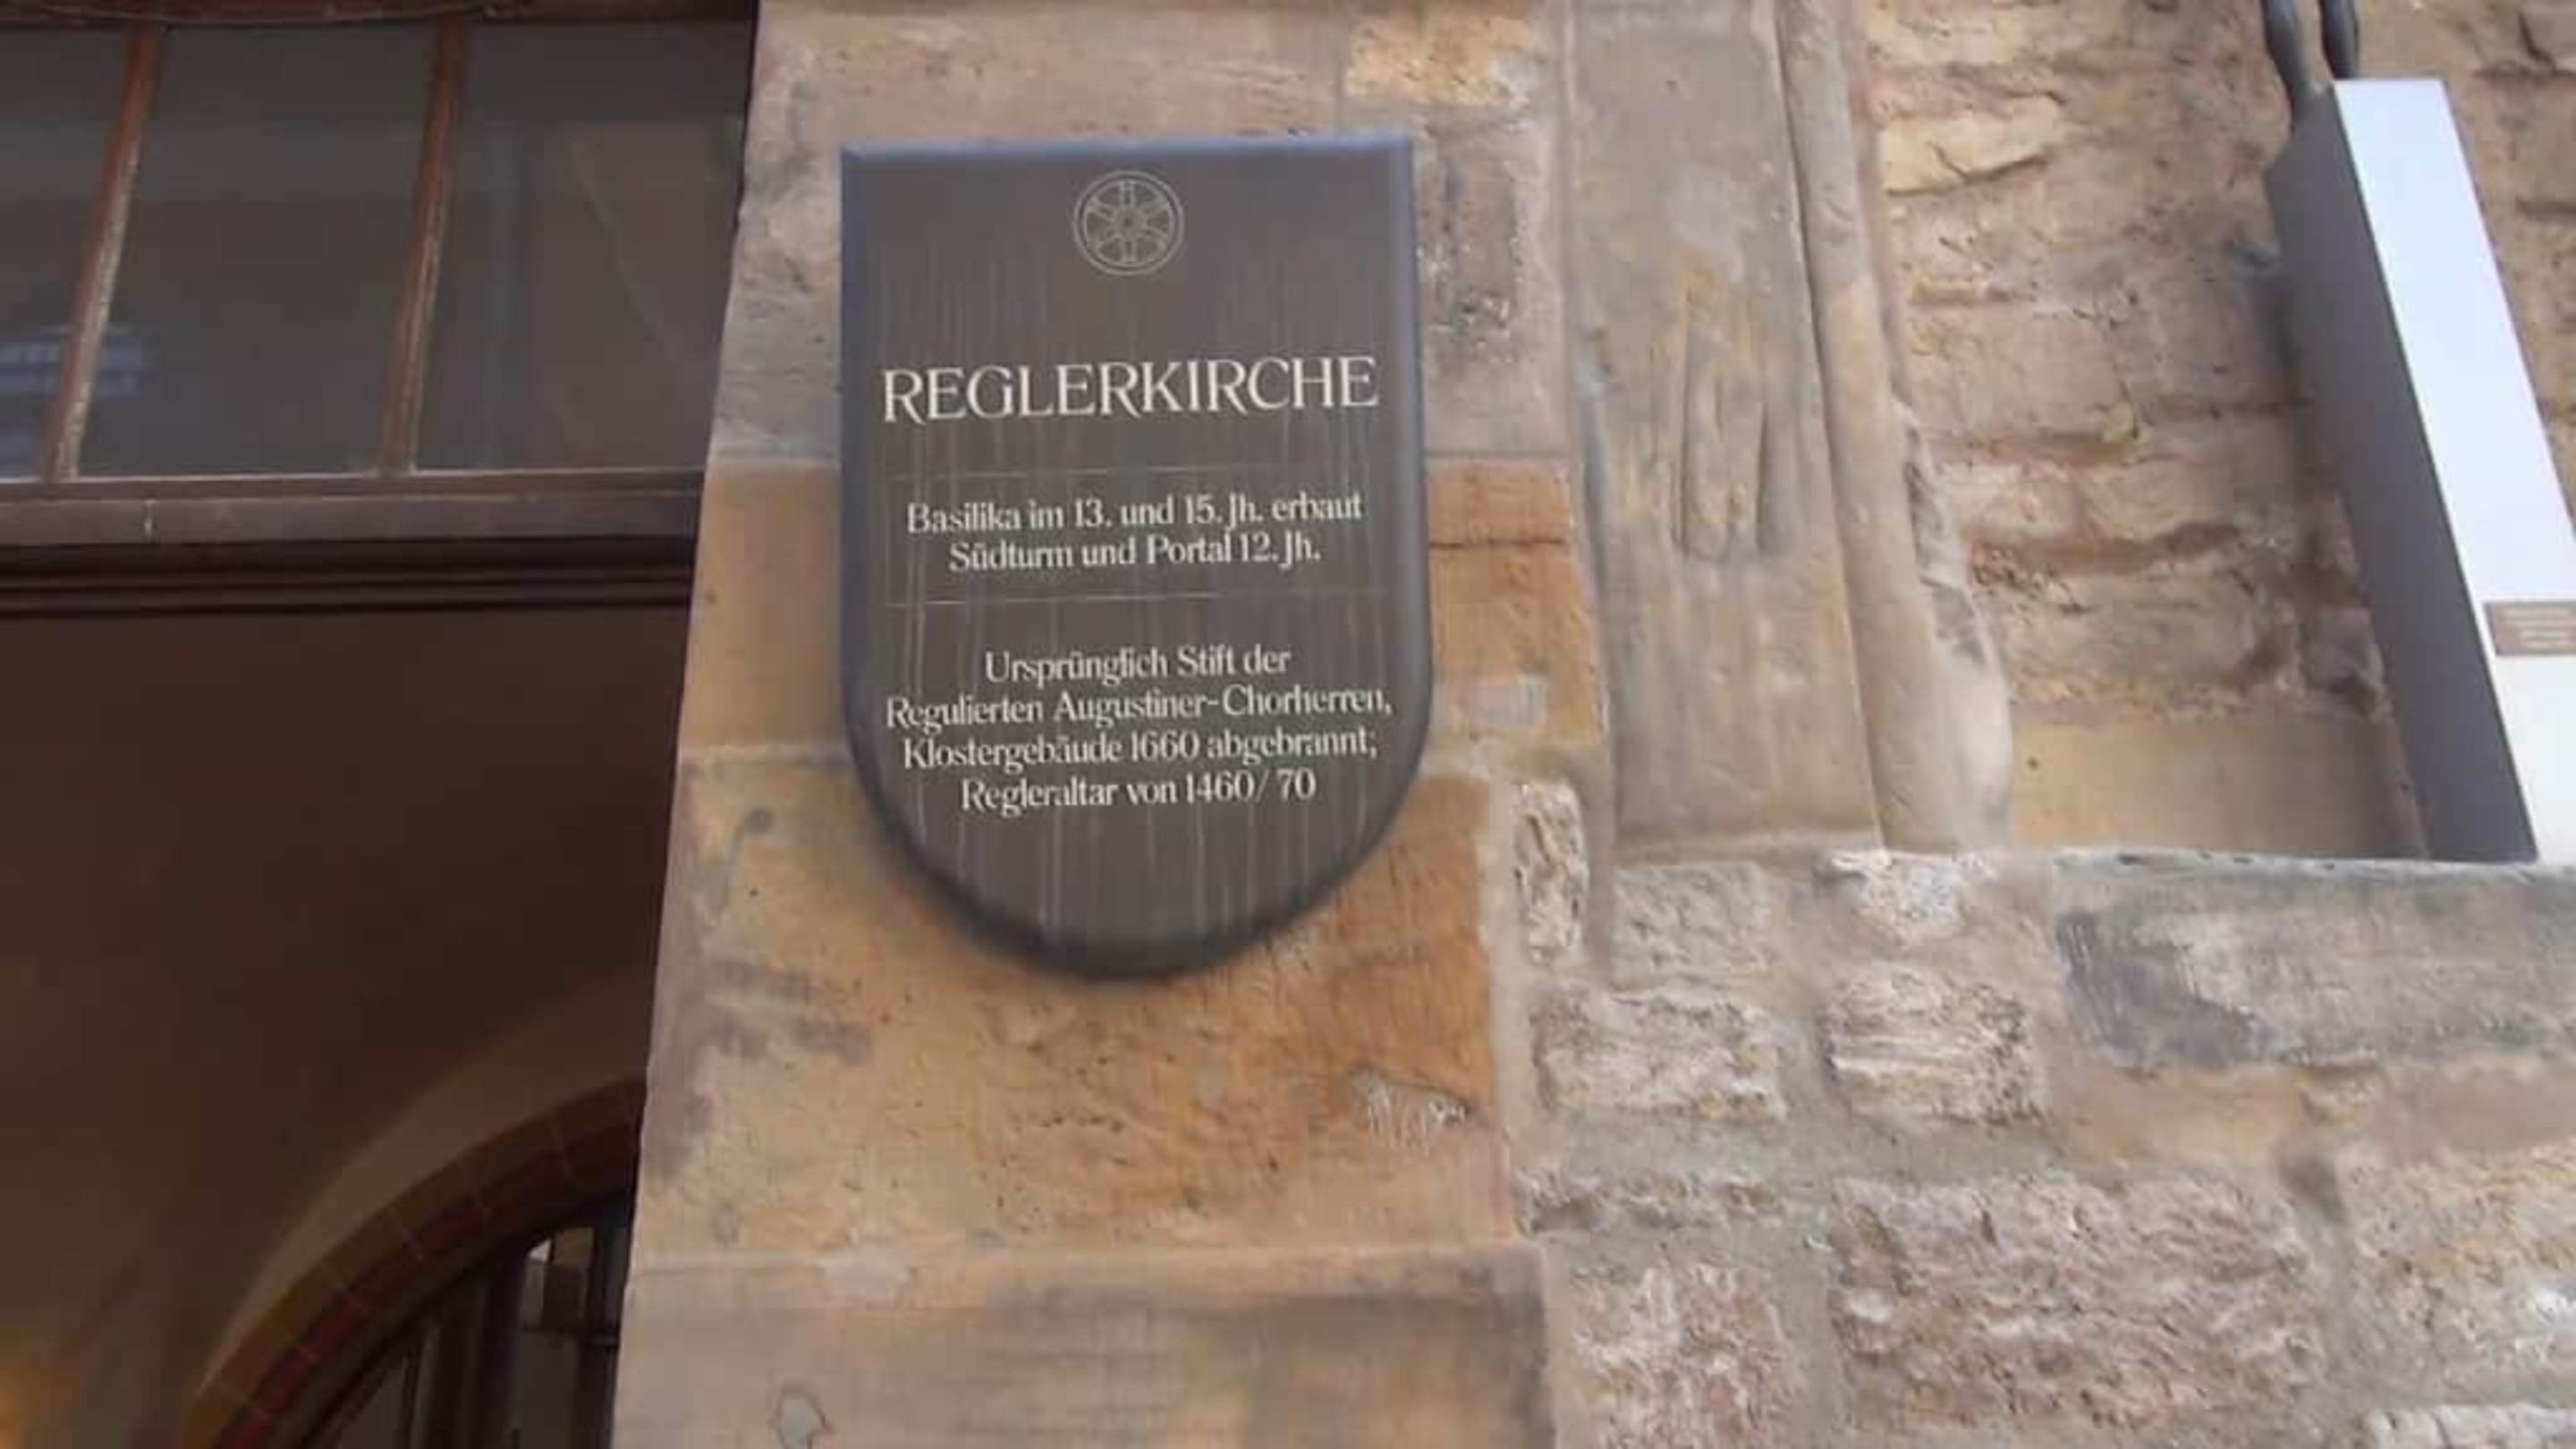 REGLERKIRCHE
Basilika im 13. und 15. Jh. erbaut
Südturm und Portal 12. Jh.
Ursprünglich Stift der
Regulierten Augustiner-Chorherren,
Klostergebäude 1660 abgebrannt;
Regleraltar von 1460/70